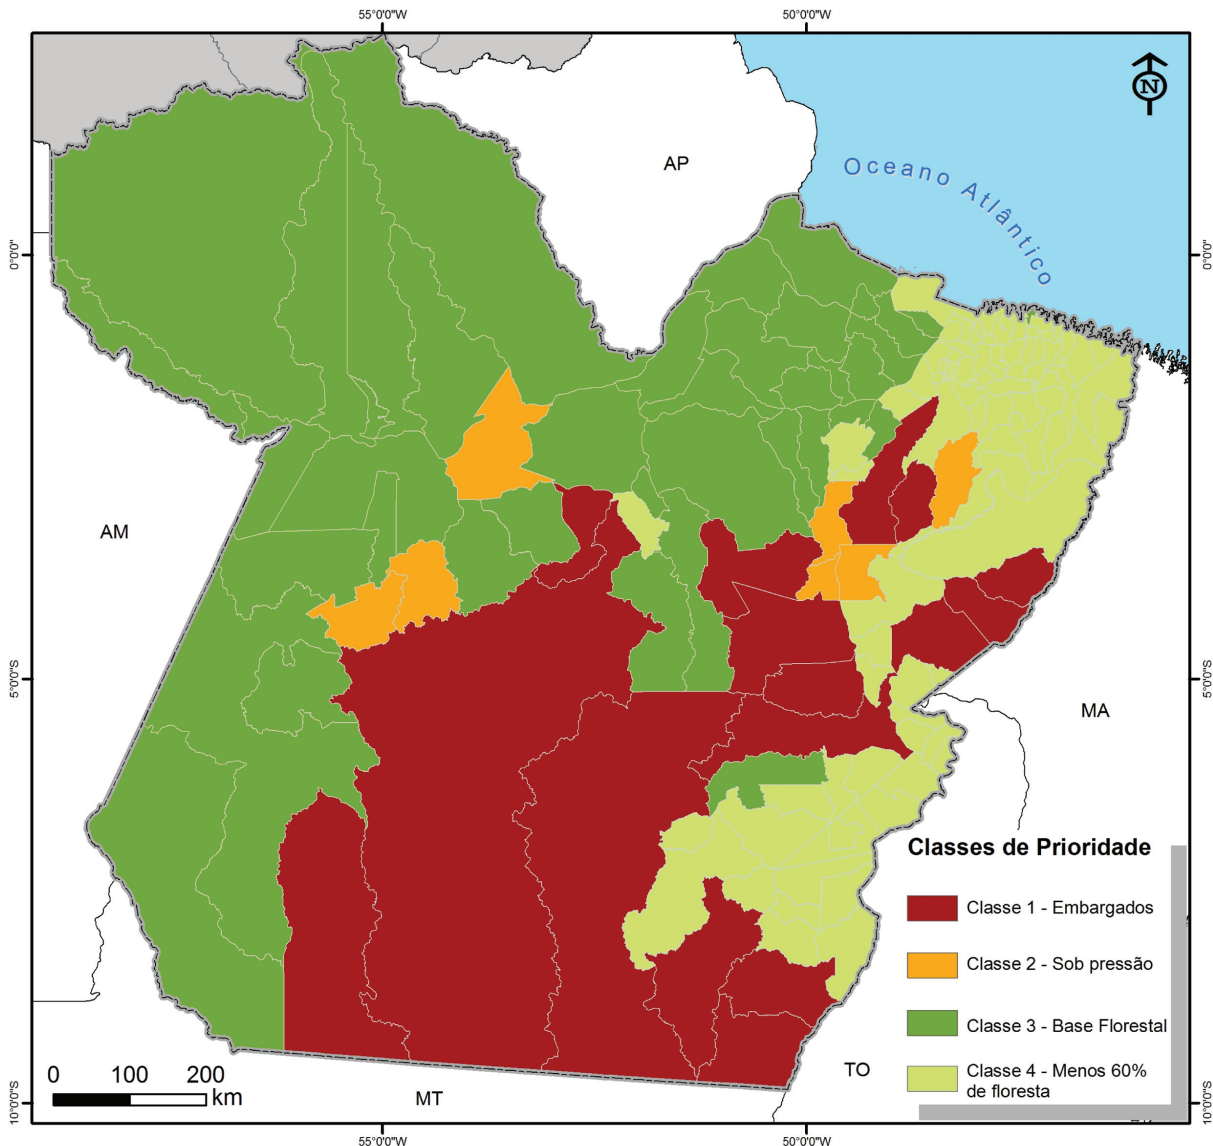 55°0'0"W
50°0'0"W
N
AP
Oceano Atlântico
0°0'0"
0°0'0"
AM
5°0'0"S
5°0'0"S
MA
Classes de Prioridade
Classe 1 - Embargados
Classe 2 - Sob pressão
Classe 3 - Base Florestal
Classe 4 - Menos 60%
de floresta
TO
MT
0
100
200
km
10°0'0"S
10°0'0"S
55°0'0"W
50°0'0"W